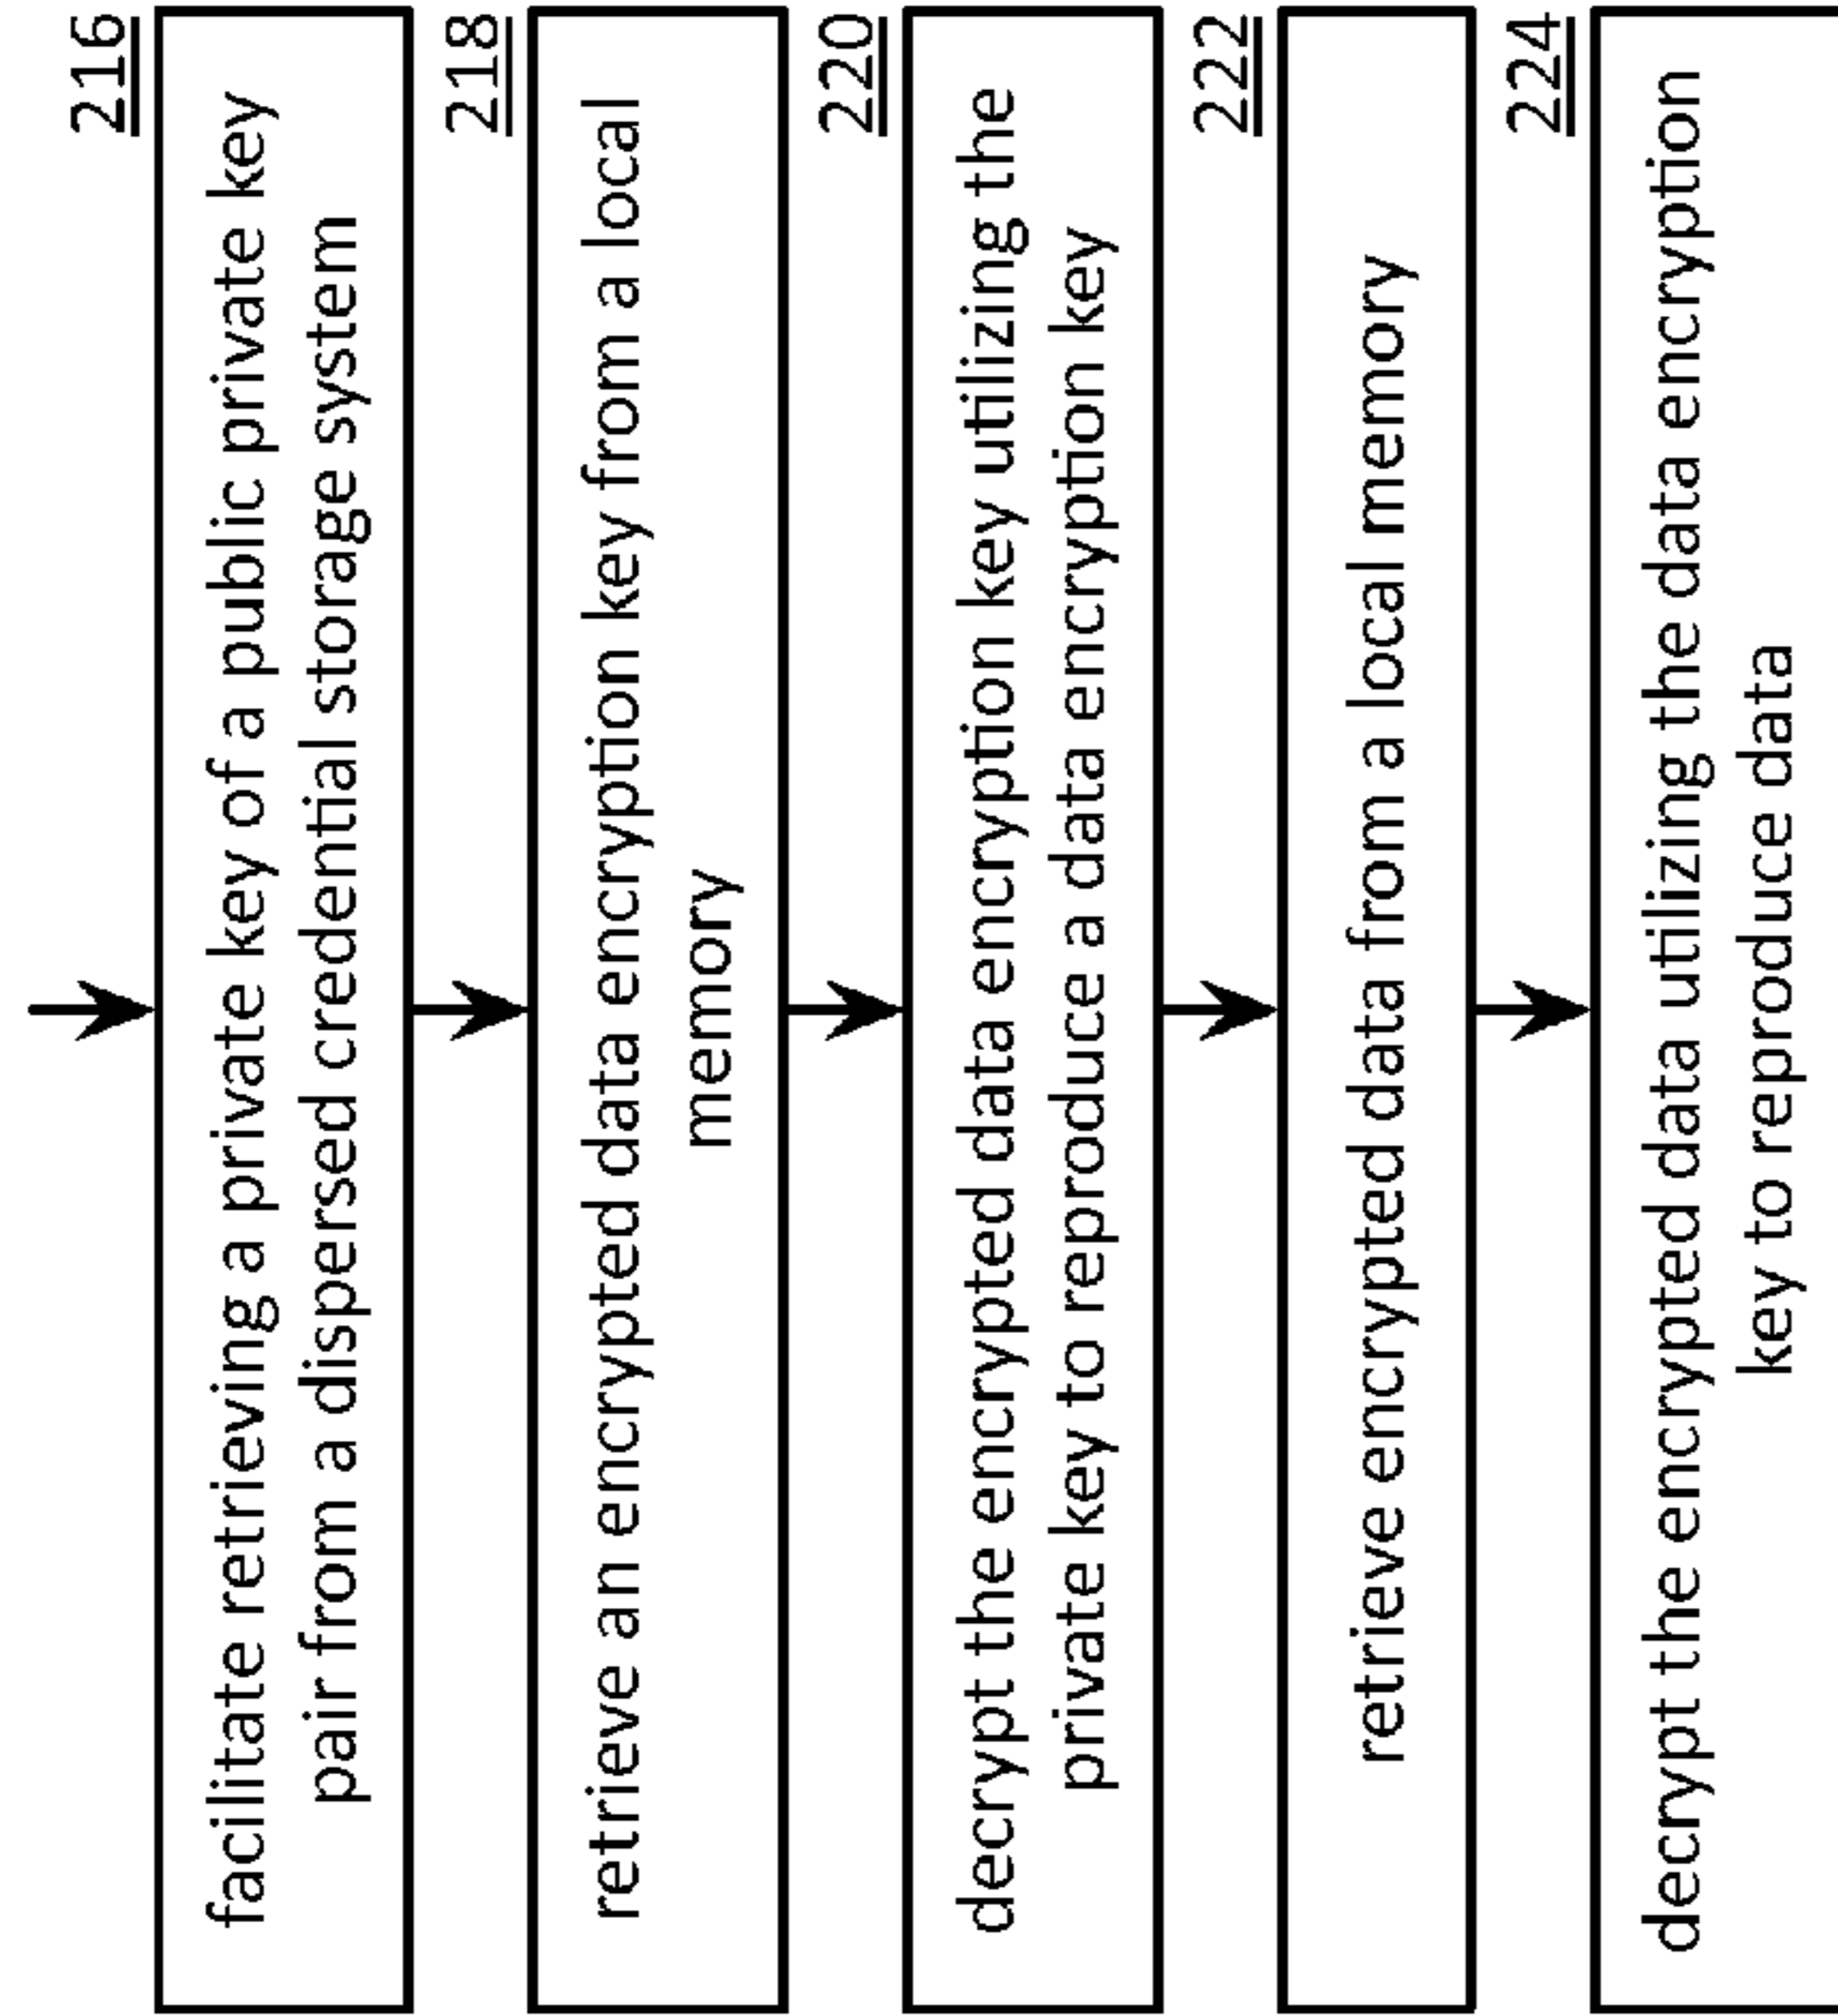 216
facilitate retrieving a private key of a public private key
pair from a dispersed credential storage system
218
retrieve an encrypted data encryption key from a local
memory
220
decrypt the encrypted data encryption key utilizing the
private key to reproduce a data encryption key
222
retrieve encrypted data from a local memory
224
decrypt the encrypted data utilizing the data encryption
key to reproduce data